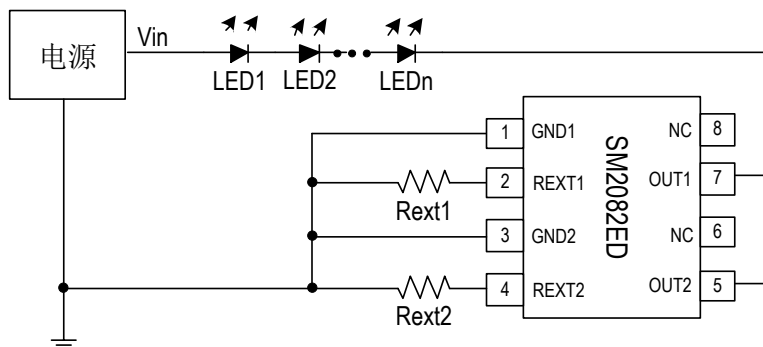 电源
Vin
LED1
LED2
LEDn
1
GND1
NC
8
Rext1
2
REXT1
OUT1
7
3
GND2
NC
6
Rext2
4
REXT2
OUT2
5
SM2082ED